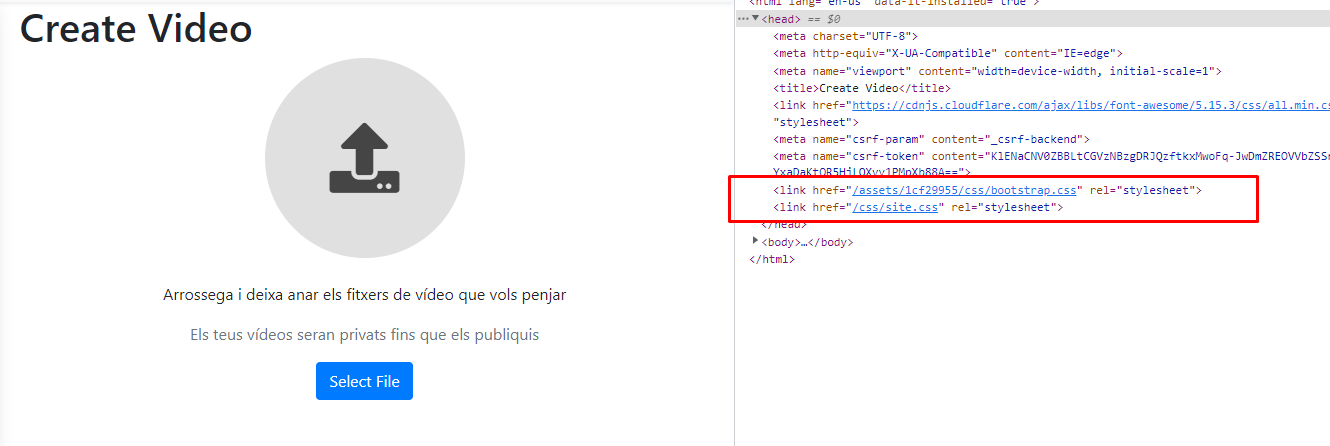 Create Video
Arrossega i deixa anar els fitxers de vídeo que vols penjar
Els teus vídeos seran privats fins que els publiquis
Select File
<html lang="en-us" data-lt-installed="true">
<head> == $0
<meta charset="UTF-8">
<meta http-equiv="X-UA-Compatible" content="IE=edge">
<meta name="viewport" content="width=device-width, initial-scale=1">
<title>Create Video</title>
<link href="https://cdnjs.cloudflare.com/ajax/libs/font-awesome/5.15.3/css/all.min.cs
"stylesheet">
<meta name="csrf-param" content="_csrf-backend">
<meta name="csrf-token" content=
<link href="/assets/1cf29955/css/bootstrap.css" rel="stylesheet">
<link href="/css/site.css" rel="stylesheet">
</head>
<body>…</body>
</html>